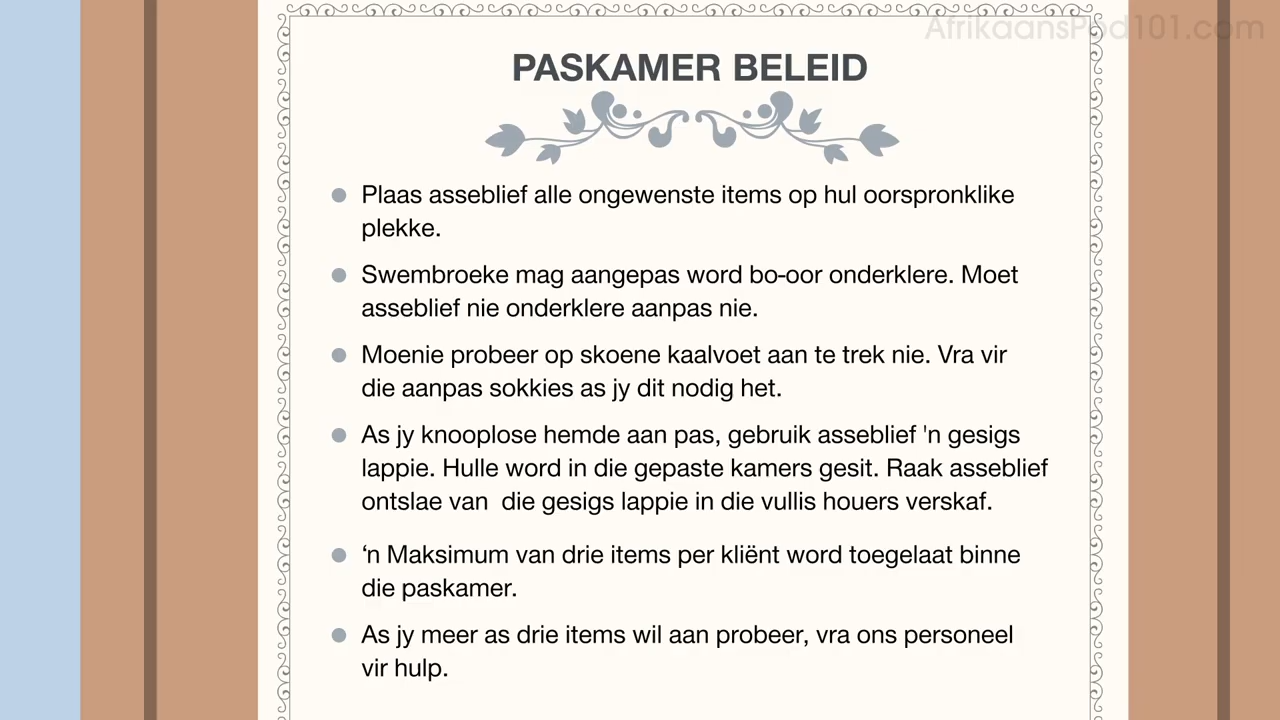 AfrikaansPod101.com
PASKAMER BELEID
Plaas asseblief alle ongewenste items op hul oorspronklike
plekke.
Swembroeke mag aangepas word bo-oor onderklere. Moet
asseblief nie onderklere aanpas nie.
Moenie probeer op skoene kaalvoet aan te trek nie. Vra vir
die aanpas sokkies as jy dit nodig het.
As jy knooplose hemde aan pas, gebruik asseblief 'n gesigs
lappie. Hulle word in die gepaste kamers gesit. Raak asseblief
ontslae van  die gesigs lappie in die vullis houers verskaf.
‘n Maksimum van drie items per kliënt word toegelaat binne
die paskamer.
As jy meer as drie items wil aan probeer, vra ons personeel
vir hulp.